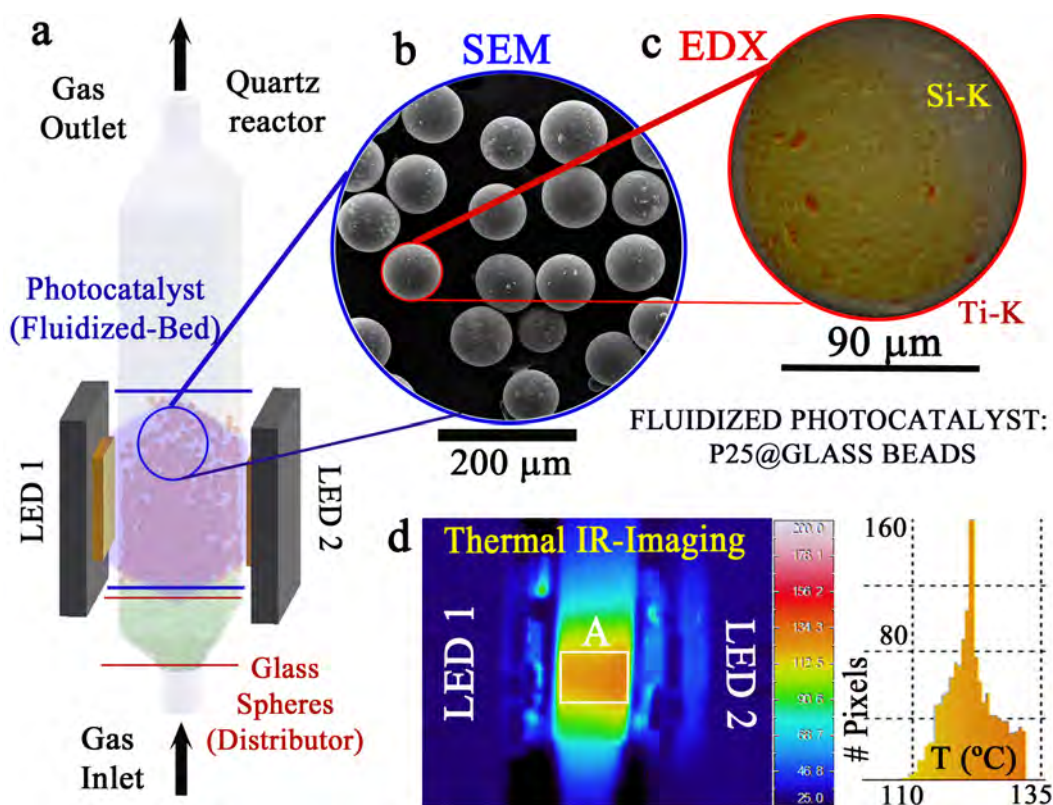 a
Gas
Outlet
Quartz
reactor
b
SEM
c
EDX
Si-K
Ti-K
90 µm
Photocatalyst
(Fluidized-Bed)
200 µm
FLUIDIZED PHOTOCATALYST:
P25@GLASS BEADS
LED 1
LED 2
Glass
Spheres
(Distributor)
Gas
Inlet
d
Thermal IR-Imaging
LED 1
A
LED 2
200.0
178.1
156.2
134.3
112.5
90.6
68.7
46.8
25.0
# Pixels
160
80
T (ºC)
110
135